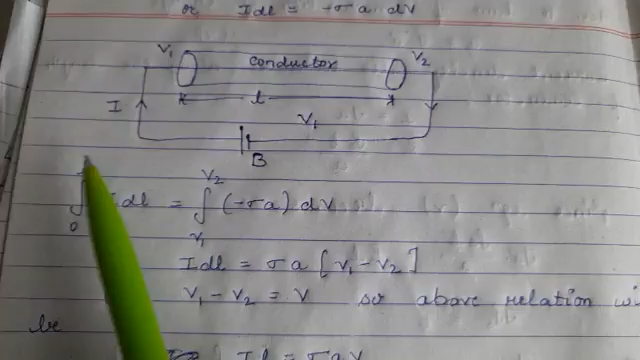 or Idl = -σa dV
V₁ conductor V₂
I l
V₁
B
∫₀ Idl = ∫_{V₁}^{V₂} (-σa) dV
Idl = σa [V₁-V₂]
V₁ - V₂ = V so above relation wi
be
Il = σaV